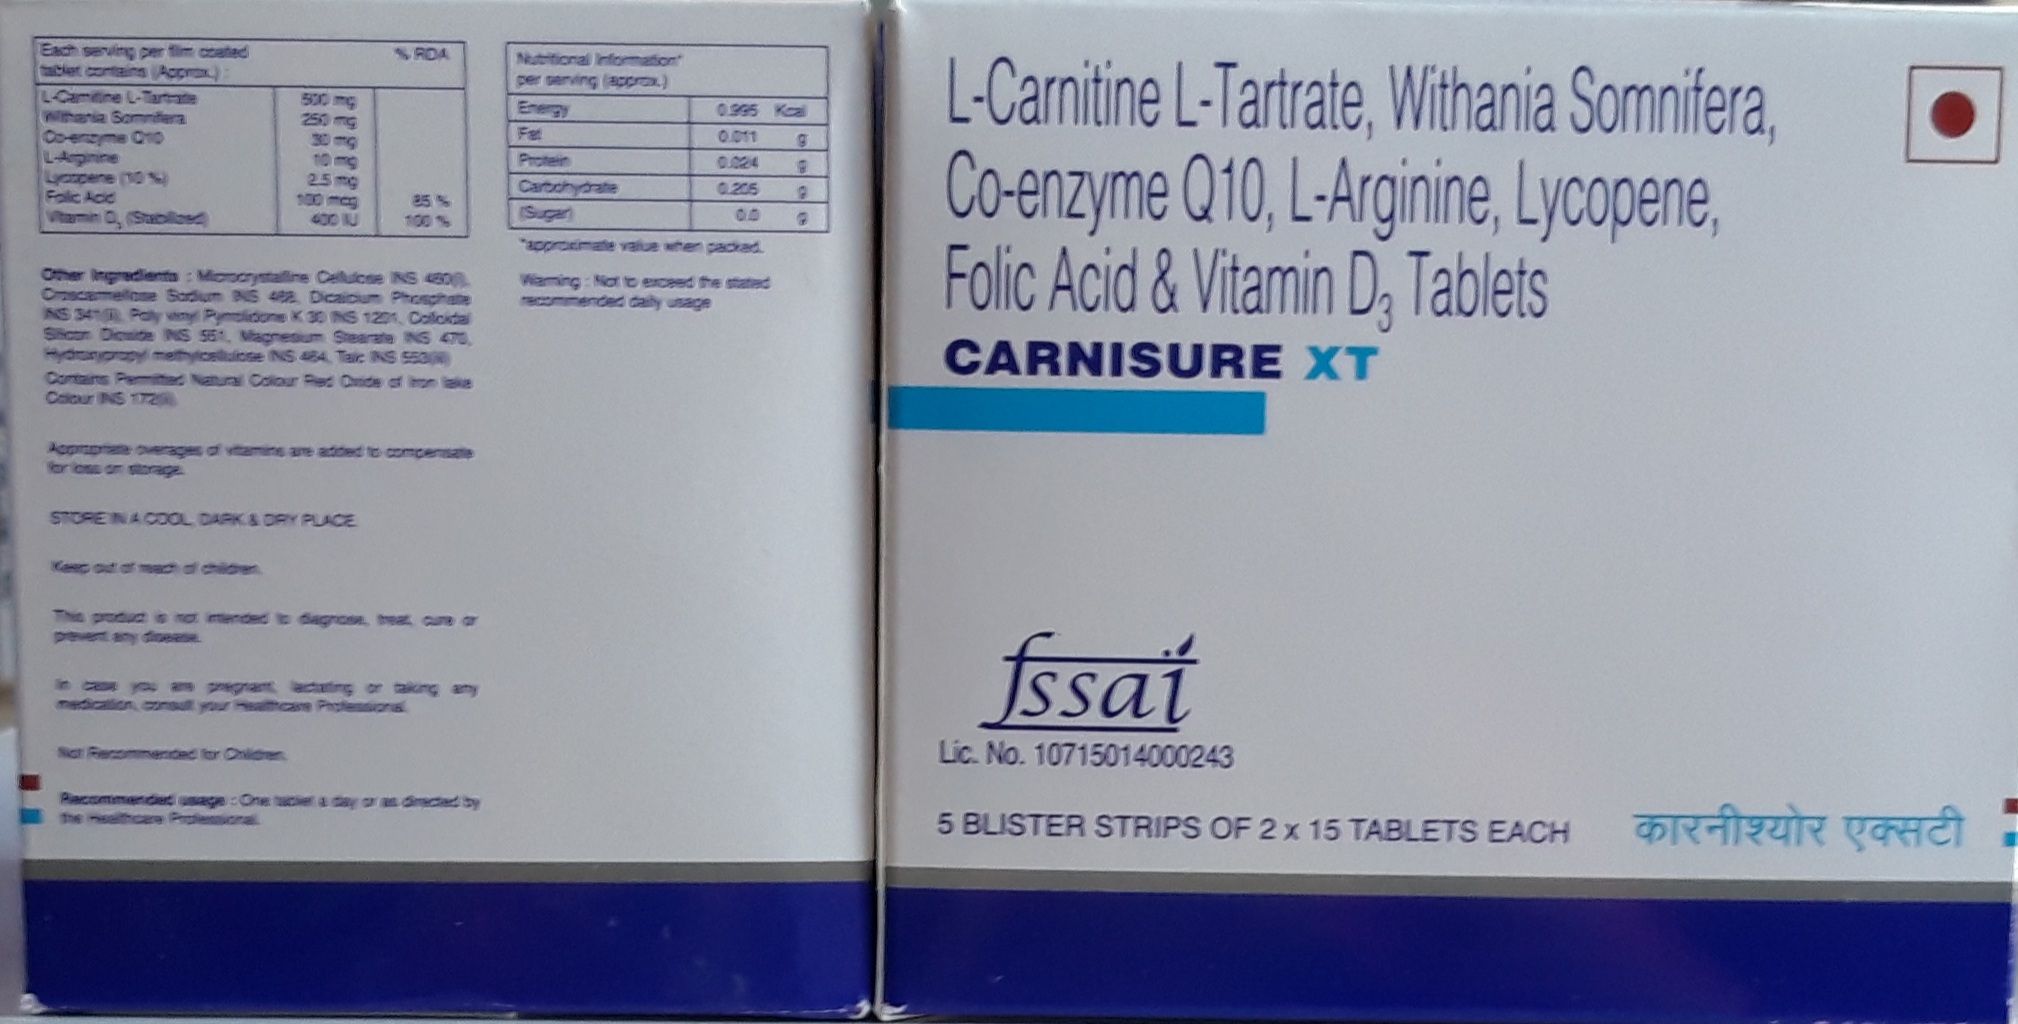 Each serving per film coated % RDA
tablet contains (Approx.) :
L-Carnitine L-Tartrate 500 mg
Withania Somnifera 250 mg
Co-enzyme Q10 30 mg
L-Arginine 10 mg
Lycopene (10 %) 2.5 mg
Folic Acid 100 mcg 85 %
Vitamin D3 (Stabilized) 400 IU 100 %
Other Ingredients : Microcrystalline Cellulose INS 460(i),
Croscarmellose Sodium INS 468, Dicalcium Phosphate
INS 341(ii), Poly vinyl Pyrrolidone K 30 INS 1201, Colloidal
Silicon Dioxide INS 551, Magnesium Stearate INS 470,
Hydroxypropyl methylcellulose INS 464, Talc INS 553(iii)
Contains Permitted Natural Colour Red Oxide of Iron lake
Colour INS 172(ii).
Appropriate overages of vitamins are added to compensate
for loss on storage.
STORE IN A COOL, DARK & DRY PLACE.
Keep out of reach of children.
This product is not intended to diagnose, treat, cure or
prevent any disease.
In case you are pregnant, lactating or taking any
medication, consult your Healthcare Professional.
Not Recommended for Children.
Recommended usage : One tablet a day or as directed by
the Healthcare Professional.
Nutritional Information*
per serving (approx.)
Energy 0.995 Kcal
Fat 0.011 g
Protein 0.024 g
Carbohydrate 0.205 g
(Sugar) 0.0 g
*approximate value when packed.
Warning : Not to exceed the stated
recommended daily usage
L-Carnitine L-Tartrate, Withania Somnifera,
Co-enzyme Q10, L-Arginine, Lycopene,
Folic Acid & Vitamin D3 Tablets
CARNISURE XT
fssai
Lic. No. 10715014000243
5 BLISTER STRIPS OF 2 x 15 TABLETS EACH
कारनीश्योर एक्सटी